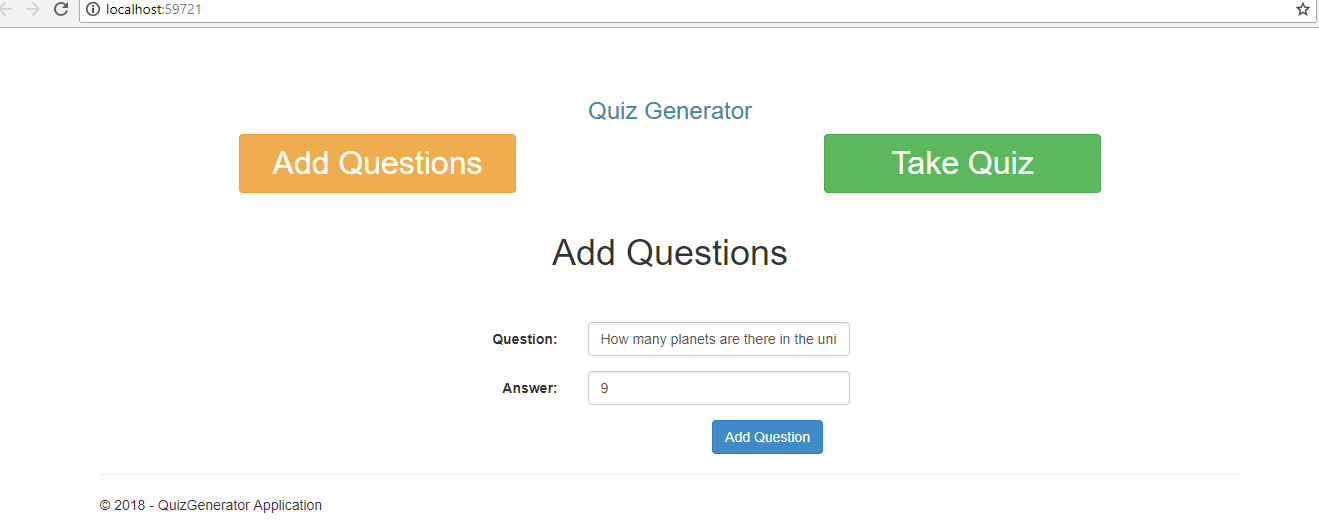 localhost:59721
Quiz Generator
Add Questions
Take Quiz
Add Questions
Question: How many planets are there in the uni
Answer: 9
Add Question
© 2018 - QuizGenerator Application